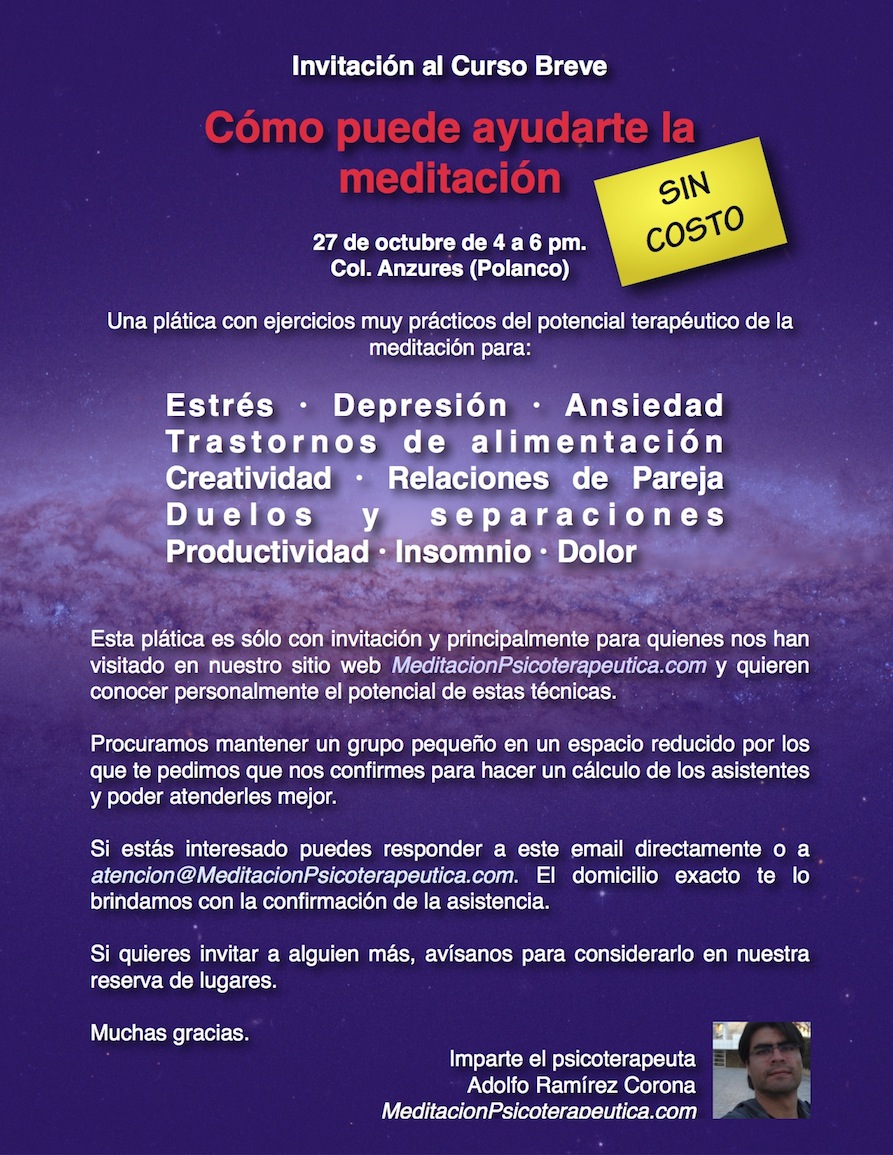 Invitación al Curso Breve
Cómo puede ayudarte la
meditación
SIN
COSTO
27 de octubre de 4 a 6 pm.
Col. Anzures (Polanco)
Una plática con ejercicios muy prácticos del potencial terapéutico de la
meditación para:
Estrés · Depresión · Ansiedad
Trastornos de alimentación
Creatividad · Relaciones de Pareja
Duelos y separaciones
Productividad · Insomnio · Dolor
Esta plática es sólo con invitación y principalmente para quienes nos han
visitado en nuestro sitio web MeditacionPsicoterapeutica.com y quieren
conocer personalmente el potencial de estas técnicas.
Procuramos mantener un grupo pequeño en un espacio reducido por los
que te pedimos que nos confirmes para hacer un cálculo de los asistentes
y poder atenderles mejor.
Si estás interesado puedes responder a este email directamente o a
atencion@MeditacionPsicoterapeutica.com. El domicilio exacto te lo
brindamos con la confirmación de la asistencia.
Si quieres invitar a alguien más, avísanos para considerarlo en nuestra
reserva de lugares.
Muchas gracias.
Imparte el psicoterapeuta
Adolfo Ramírez Corona
MeditacionPsicoterapeutica.com